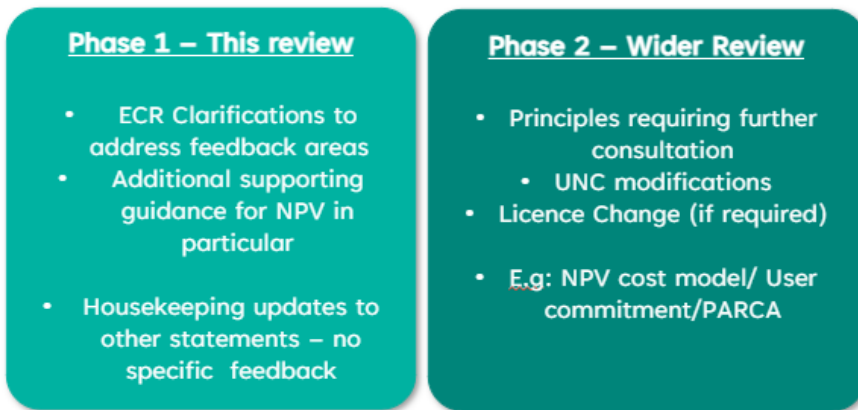 Phase 1 – This review
• ECR Clarifications to
address feedback areas
• Additional supporting
guidance for NPV in
particular
• Housekeeping updates to
other statements – no
specific feedback
Phase 2 – Wider Review
• Principles requiring further
consultation
• UNC modifications
• Licence Change (if required)
• E.g: NPV cost model/ User
commitment/PARCA